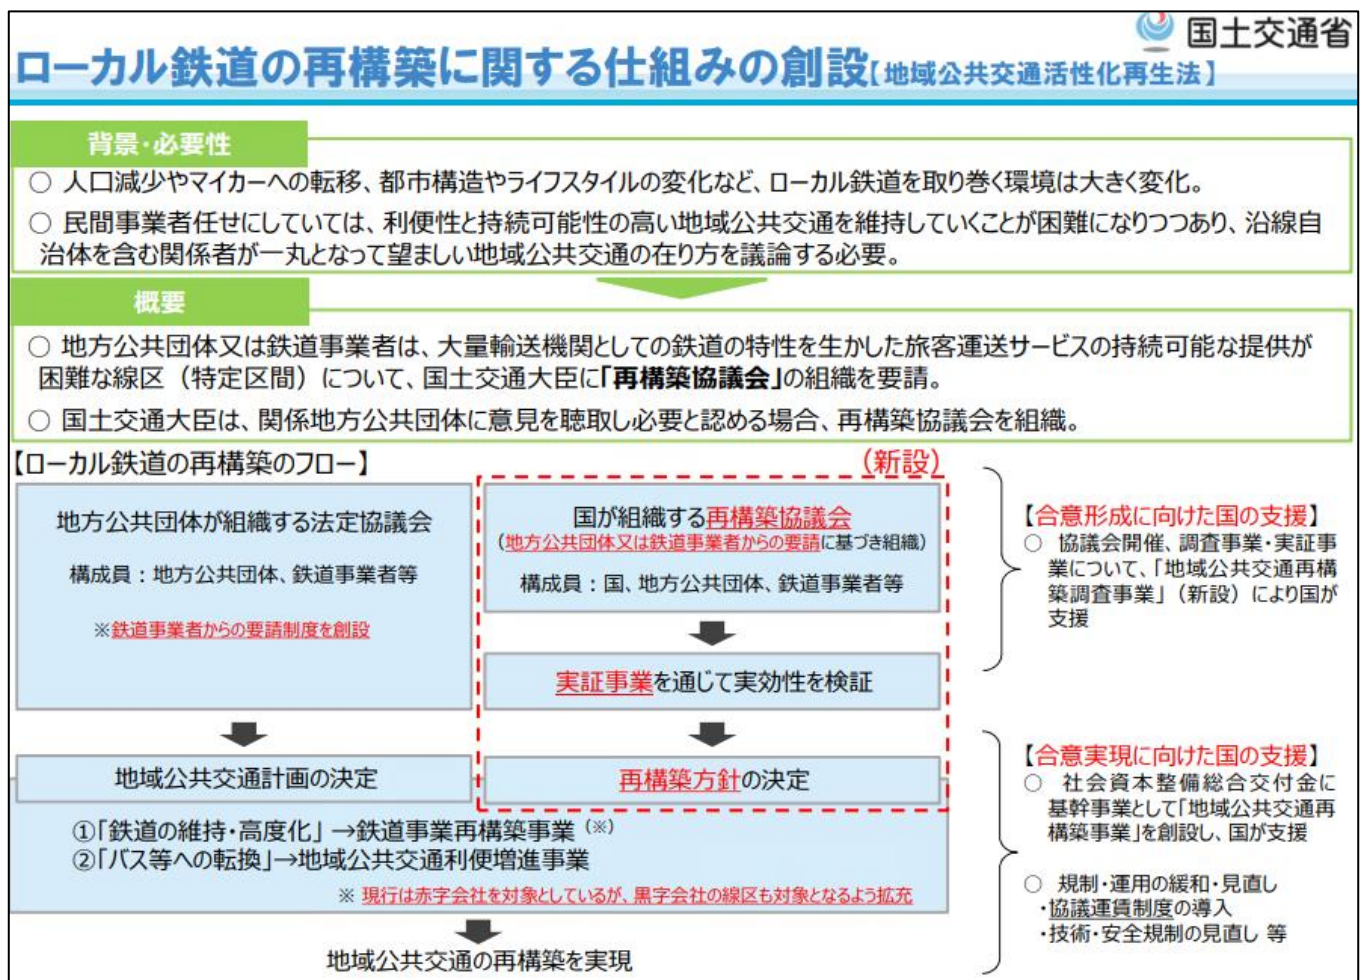 国土交通省
ローカル鉄道の再構築に関する仕組みの創設【地域公共交通活性化再生法】
背景・必要性
○ 人口減少やマイカーへの転移、都市構造やライフスタイルの変化など、ローカル鉄道を取り巻く環境は大きく変化。
○ 民間事業者任せにしていては、利便性と持続可能性の高い地域公共交通を維持していくことが困難になりつつあり、沿線自
治体を含む関係者が一丸となって望ましい地域公共交通の在り方を議論する必要。
概要
○ 地方公共団体又は鉄道事業者は、大量輸送機関としての鉄道の特性を生かした旅客運送サービスの持続可能な提供が
困難な線区（特定区間）について、国土交通大臣に「再構築協議会」の組織を要請。
○ 国土交通大臣は、関係地方公共団体に意見を聴取し必要と認める場合、再構築協議会を組織。
【ローカル鉄道の再構築のフロー】
（新設）
地方公共団体が組織する法定協議会
構成員：地方公共団体、鉄道事業者等
※鉄道事業者からの要請制度を創設
国が組織する再構築協議会
（地方公共団体又は鉄道事業者からの要請に基づき組織）
構成員：国、地方公共団体、鉄道事業者等
実証事業を通じて実効性を検証
地域公共交通計画の決定
再構築方針の決定
①「鉄道の維持・高度化」→鉄道事業再構築事業（※）
②「バス等への転換」→地域公共交通利便増進事業
※ 現行は赤字会社を対象としているが、黒字会社の線区も対象となるよう拡充
地域公共交通の再構築を実現
【合意形成に向けた国の支援】
○ 協議会開催、調査事業・実証事
業について、「地域公共交通再構
築調査事業」（新設）により国が
支援
【合意実現に向けた国の支援】
○ 社会資本整備総合交付金に
基幹事業として「地域公共交通再
構築事業」を創設し、国が支援
○ 規制・運用の緩和・見直し
・協議運賃制度の導入
・技術・安全規制の見直し 等